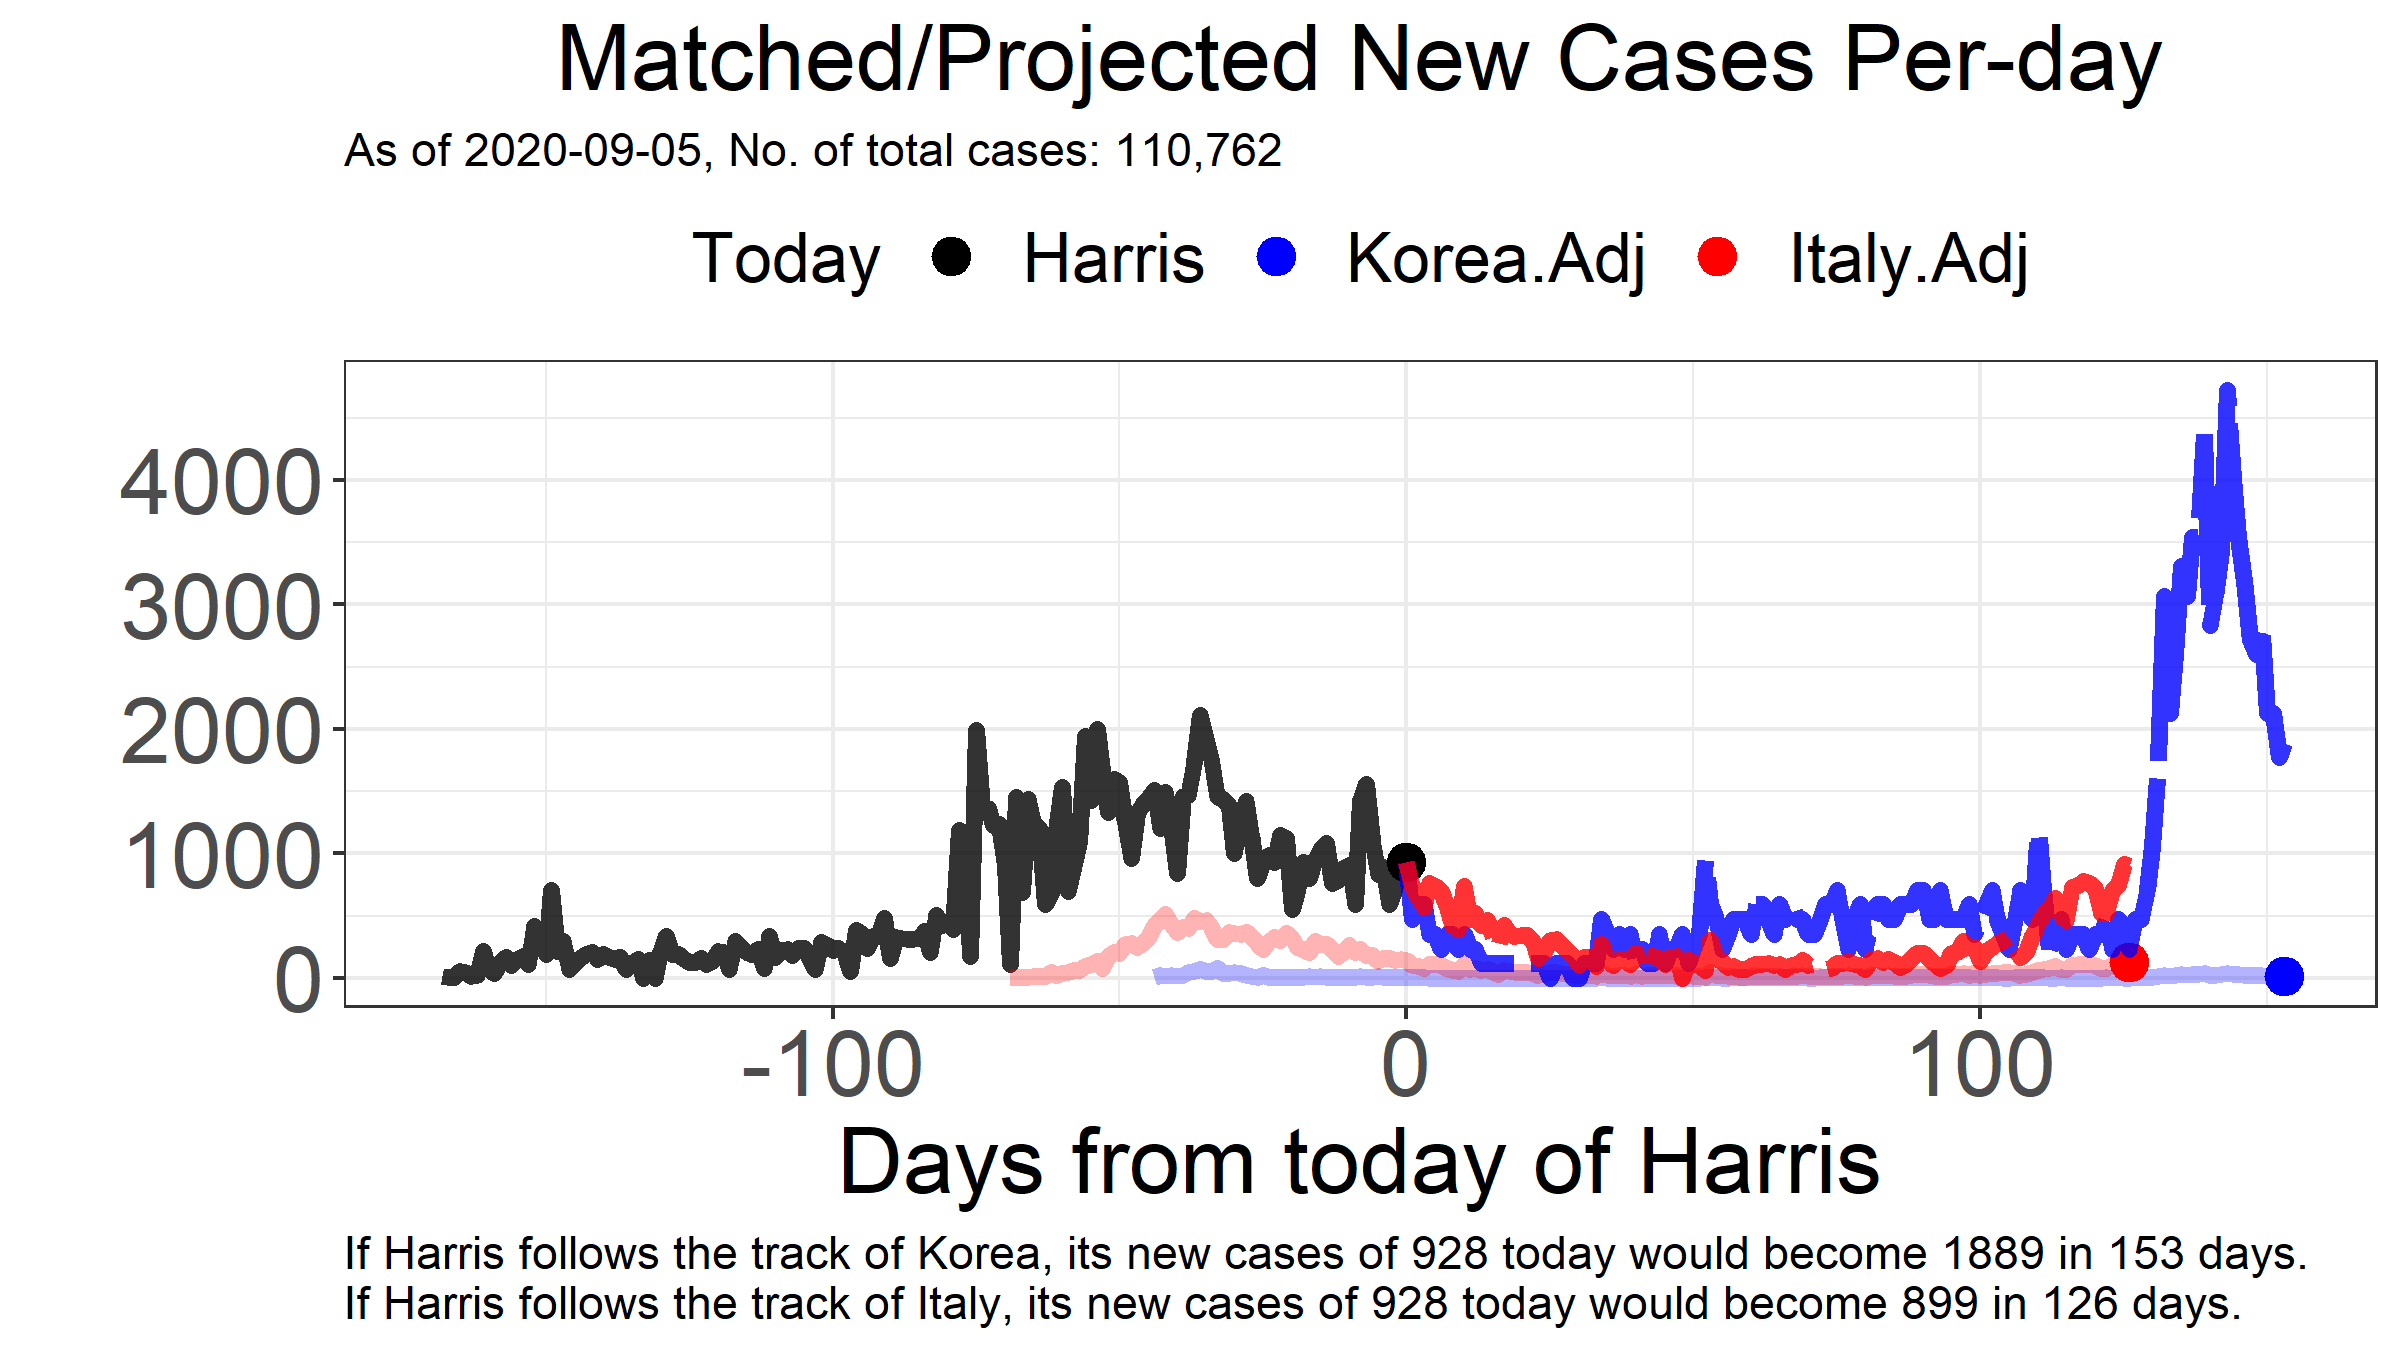 Matched/Projected New Cases Per-day
As of 2020-09-05, No. of total cases: 110,762
Today Harris Korea.Adj Italy.Adj
4000
3000
2000
1000
0
-100 0 100
Days from today of Harris
If Harris follows the track of Korea, its new cases of 928 today would become 1889 in 153 days.
If Harris follows the track of Italy, its new cases of 928 today would become 899 in 126 days.